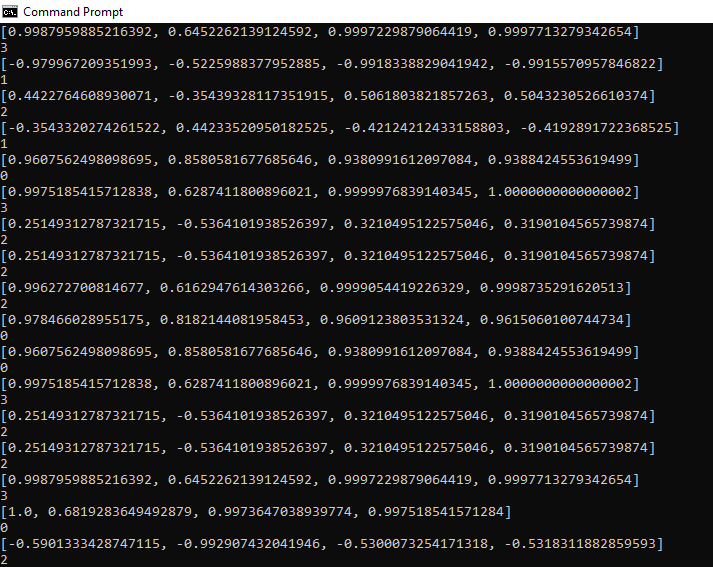 Command Prompt
[0.9987959885216392, 0.6452262139124592, 0.9997229879064419, 0.9997713279342654]
3
[-0.979967209351993, -0.5225988377952885, -0.9918338829041942, -0.9915570957846822]
1
[0.4422764608930071, -0.35439328117351915, 0.5061803821857263, 0.5043230526610374]
2
[-0.3543320274261522, 0.44233520950182525, -0.42124212433158803, -0.4192891722368525]
1
[0.9607562498098695, 0.8580581677685646, 0.9380991612097084, 0.9388424553619499]
0
[0.9975185415712838, 0.6287411800896021, 0.9999976839140345, 1.0000000000000002]
3
[0.25149312787321715, -0.5364101938526397, 0.3210495122575046, 0.3190104565739874]
2
[0.25149312787321715, -0.5364101938526397, 0.3210495122575046, 0.3190104565739874]
2
[0.996272700814677, 0.6162947614303266, 0.9999054419226329, 0.9998735291620513]
2
[0.978466028955175, 0.8182144081958453, 0.9609123803531324, 0.9615060100744734]
0
[0.9607562498098695, 0.8580581677685646, 0.9380991612097084, 0.9388424553619499]
0
[0.9975185415712838, 0.6287411800896021, 0.9999976839140345, 1.0000000000000002]
3
[0.25149312787321715, -0.5364101938526397, 0.3210495122575046, 0.3190104565739874]
2
[0.25149312787321715, -0.5364101938526397, 0.3210495122575046, 0.3190104565739874]
2
[0.9987959885216392, 0.6452262139124592, 0.9997229879064419, 0.9997713279342654]
3
[1.0, 0.6819283649492879, 0.9973647038939774, 0.997518541571284]
0
[-0.5901333428747115, -0.992907432041946, -0.5300073254171318, -0.5318311882859593]
2